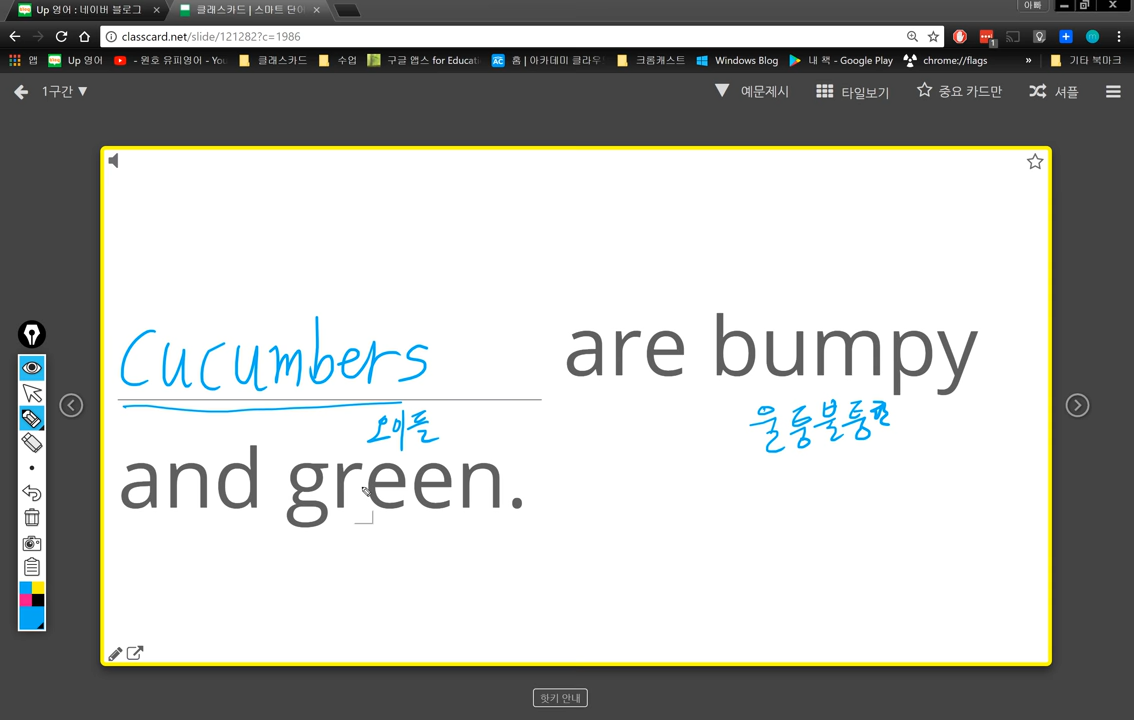 Up 영어 : 네이버 블로그
클래스카드 | 스마트 단어
아빠
classcard.net/slide/121282?c=1986
앱
Up 영어
- 원호 유피영어 - You
클래스카드
수업
구글 앱스 for Educati
홈 | 아카데미 클라우
크롬캐스트
Windows Blog
내 책 - Google Play
chrome://flags
»
기타 북마크
1구간 ▼
예문제시
타일보기
중요 카드만
셔플
Cucumbers are bumpy
오이들 울퉁불퉁한
and green.
핫키 안내